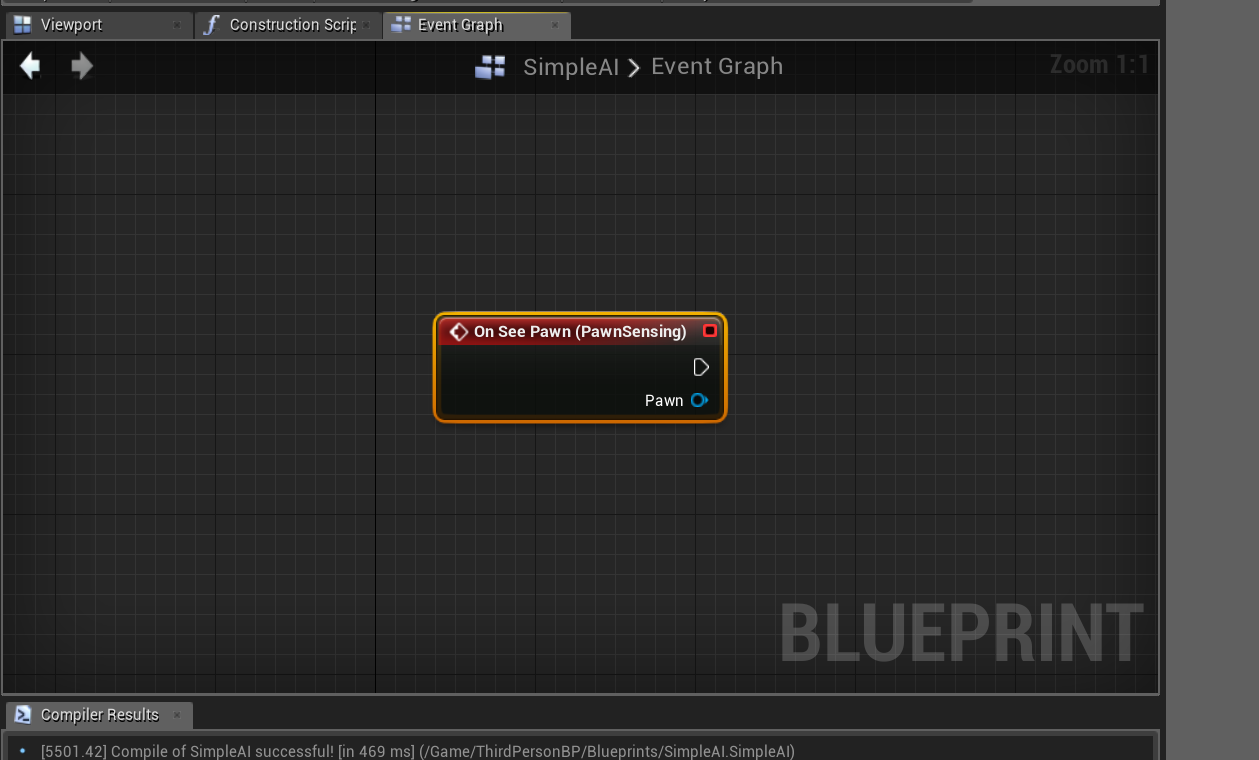 Viewport
Construction Scrip
Event Graph
SimpleAI > Event Graph
Zoom 1:1
On See Pawn (PawnSensing)
Pawn
BLUEPRINT
Compiler Results
[5501.42] Compile of SimpleAI successful! [in 469 ms] (/Game/ThirdPersonBP/Blueprints/SimpleAI.SimpleAI)